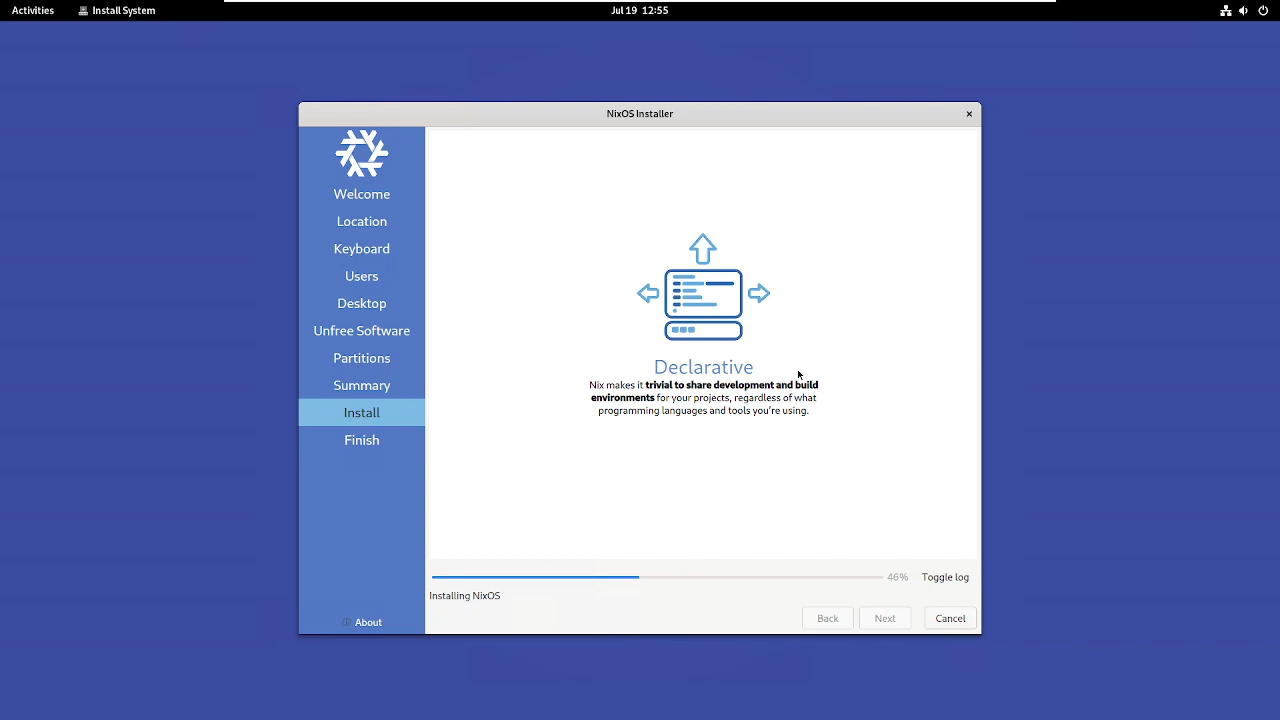 Activities Install System Jul 19 12:55
NixOS Installer ×
Welcome
Location
Keyboard
Users
Desktop
Unfree Software
Partitions
Summary
Install
Finish
About
Declarative
Nix makes it trivial to share development and build
environments for your projects, regardless of what
programming languages and tools you're using.
46% Toggle log
Installing NixOS
Back Next Cancel